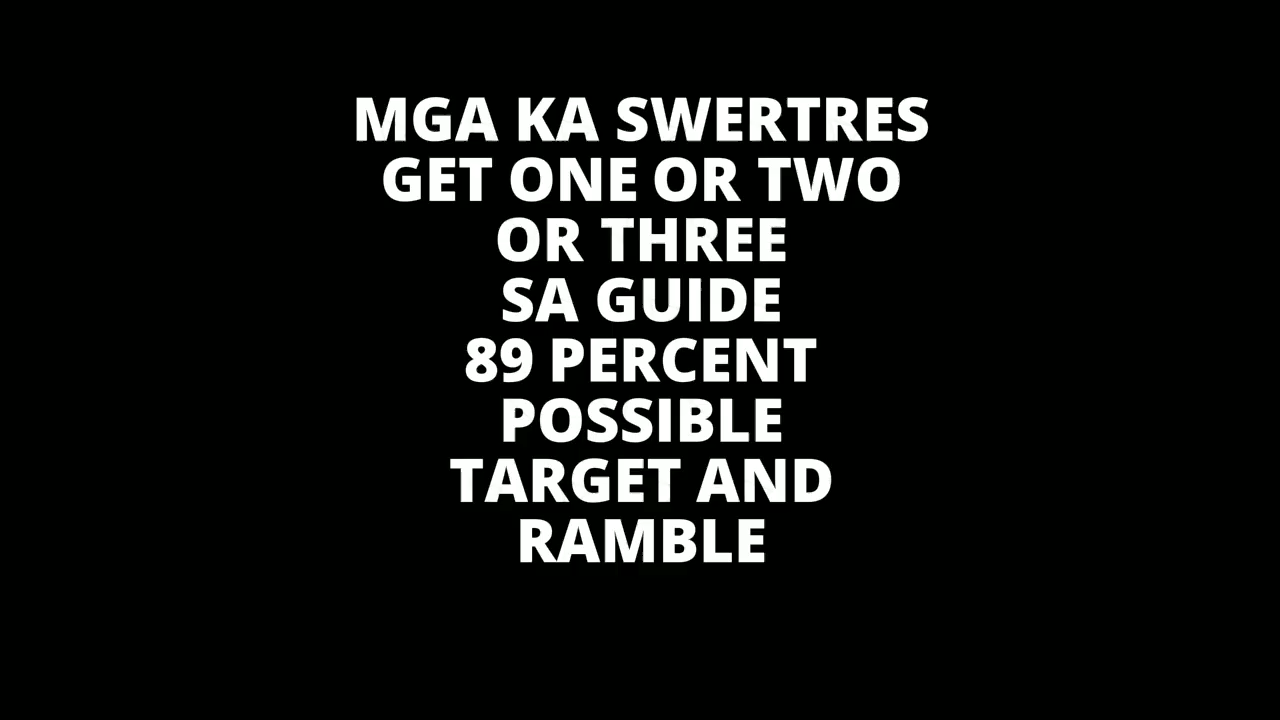 MGA KA SWERTRES
GET ONE OR TWO
OR THREE
SA GUIDE
89 PERCENT
POSSIBLE
TARGET AND
RAMBLE